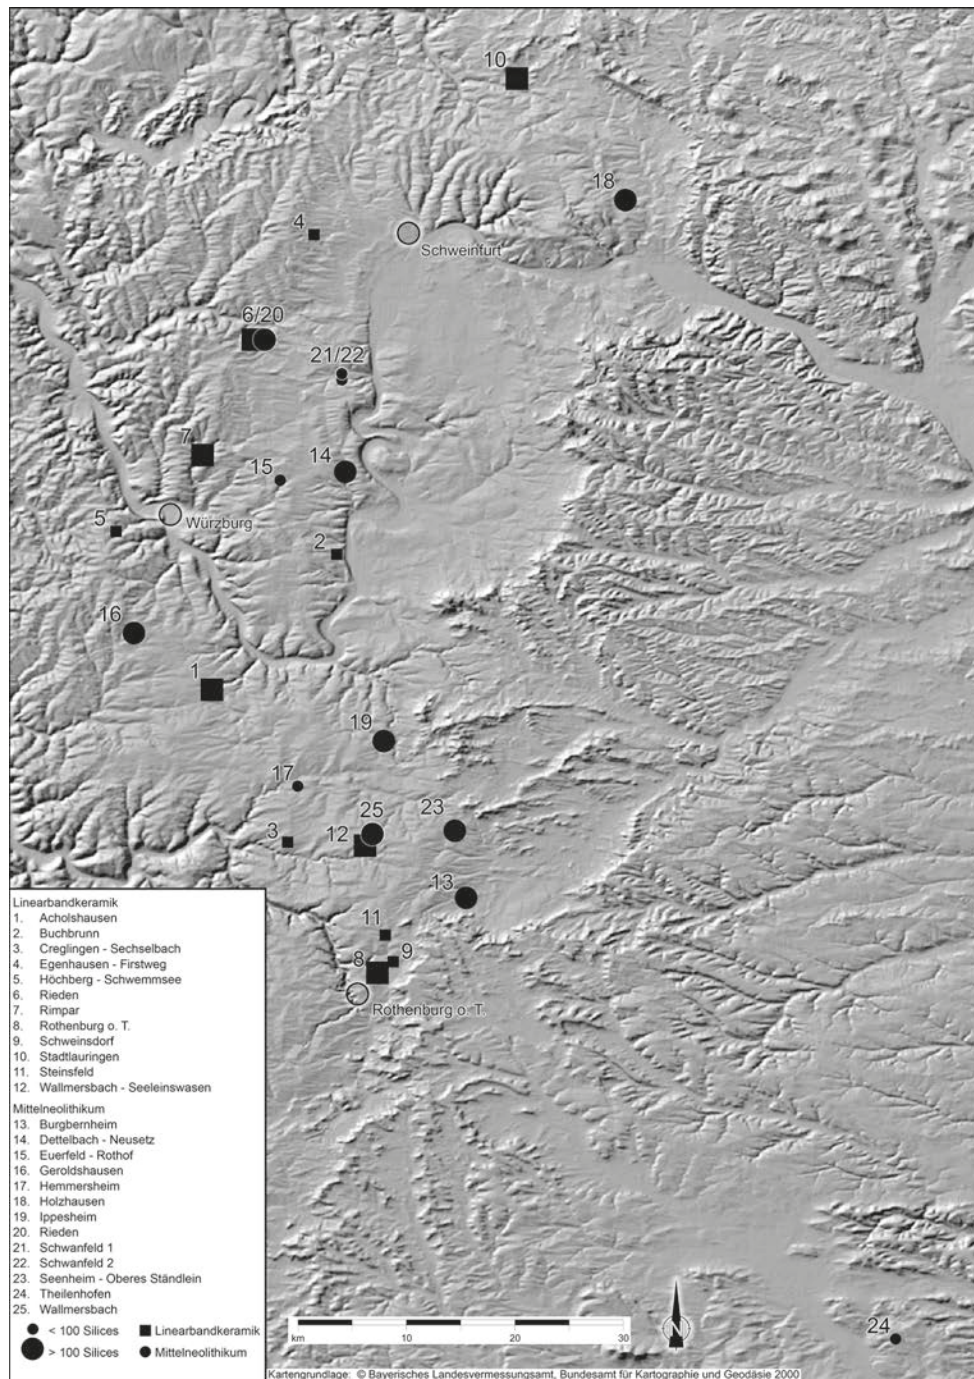 10
18
4
Schweinfurt
6/20
21/22
7
15
14
5
Würzburg
2
16
1
19
17
25
23
3
12
13
11
8
9
Rothenburg o. T.
Linearbandkeramik
1. Acholshausen
2. Buchbrunn
3. Creglingen - Sechselbach
4. Egenhausen - Firstweg
5. Höchberg - Schwemmsee
6. Rieden
7. Rimpar
8. Rothenburg o. T.
9. Schweinsdorf
10. Stadtlauringen
11. Steinsfeld
12. Wallmersbach - Seeleinswasen
Mittelneolithikum
13. Burgbernheim
14. Dettelbach - Neusetz
15. Euerfeld - Rothof
16. Geroldshausen
17. Hemmersheim
18. Holzhausen
19. Ippesheim
20. Rieden
21. Schwanfeld 1
22. Schwanfeld 2
23. Seenheim - Oberes Ständlein
24. Theilenhofen
25. Wallmersbach
< 100 Silices Linearbandkeramik
> 100 Silices Mittelneolithikum
km 10 20 30
N
24
Kartengrundlage: © Bayerisches Landesvermessungsamt, Bundesamt für Kartographie und Geodäsie 2000